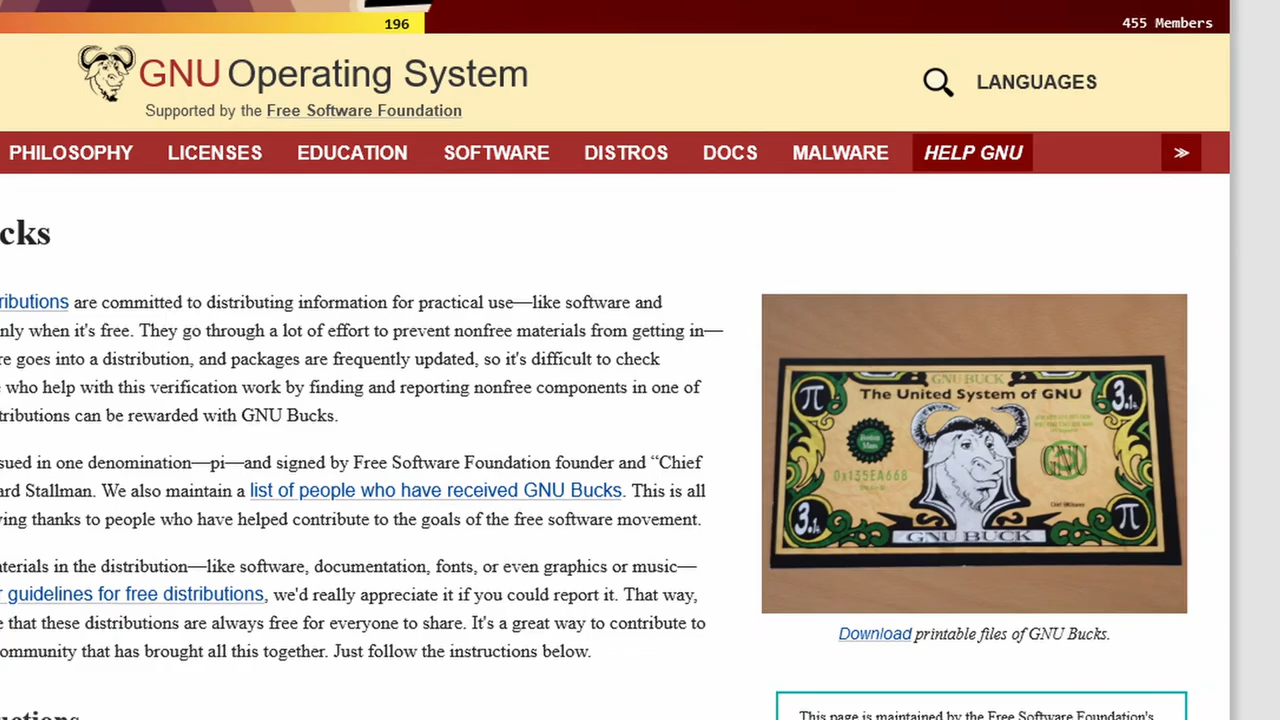 196
455 Members
GNU Operating System
Supported by the Free Software Foundation
LANGUAGES
PHILOSOPHY LICENSES EDUCATION SOFTWARE DISTROS DOCS MALWARE HELP GNU ≫
cks
ributions are committed to distributing information for practical use—like software and
nly when it's free. They go through a lot of effort to prevent nonfree materials from getting in—
re goes into a distribution, and packages are frequently updated, so it's difficult to check
who help with this verification work by finding and reporting nonfree components in one of
tributions can be rewarded with GNU Bucks.
sued in one denomination—pi—and signed by Free Software Foundation founder and “Chief
ard Stallman. We also maintain a list of people who have received GNU Bucks. This is all
ving thanks to people who have helped contribute to the goals of the free software movement.
aterials in the distribution—like software, documentation, fonts, or even graphics or music—
r guidelines for free distributions, we'd really appreciate it if you could report it. That way,
e that these distributions are always free for everyone to share. It's a great way to contribute to
ommunity that has brought all this together. Just follow the instructions below.
uctions
GNU BUCK
The United System of GNU
π
3.14
Boston
Mass
0x135EA668
GNU
3.14
π
GNU BUCK
Download printable files of GNU Bucks.
This page is maintained by the Free Software Foundation's